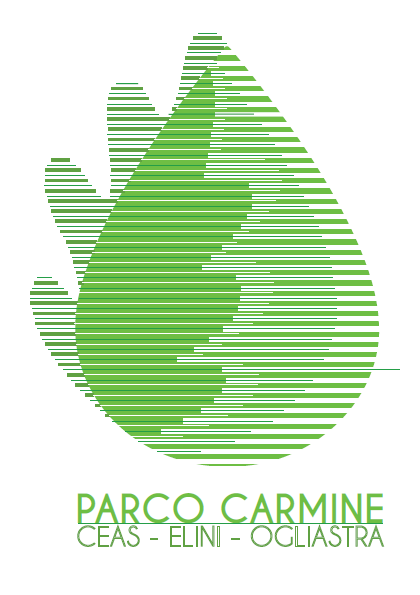 PARCO CARMINE
CEAS - ELINI - OGLIASTRA